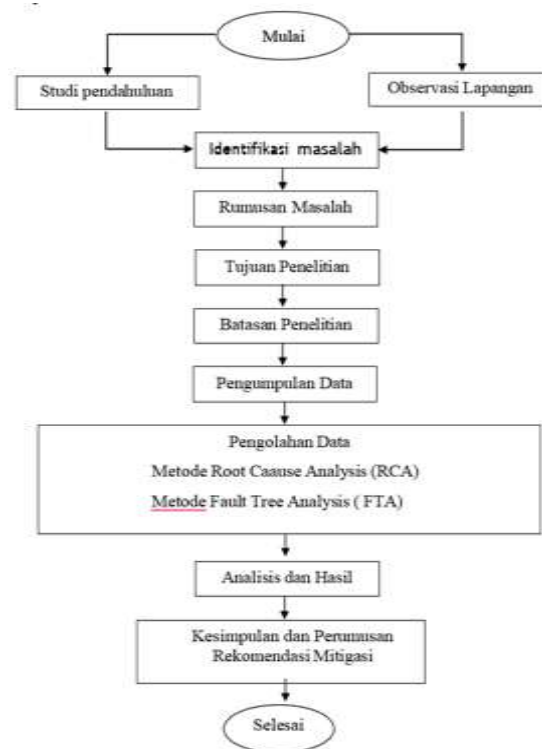 Mulai
Studi pendahuluan
Observasi Lapangan
Identifikasi masalah
Rumusan Masalah
Tujuan Penelitian
Batasan Penelitian
Pengumpulan Data
Pengolahan Data
Metode Root Caause Analysis (RCA)
Metode Fault Tree Analysis ( FTA)
Analisis dan Hasil
Kesimpulan dan Perumusan
Rekomendasi Mitigasi
Selesai